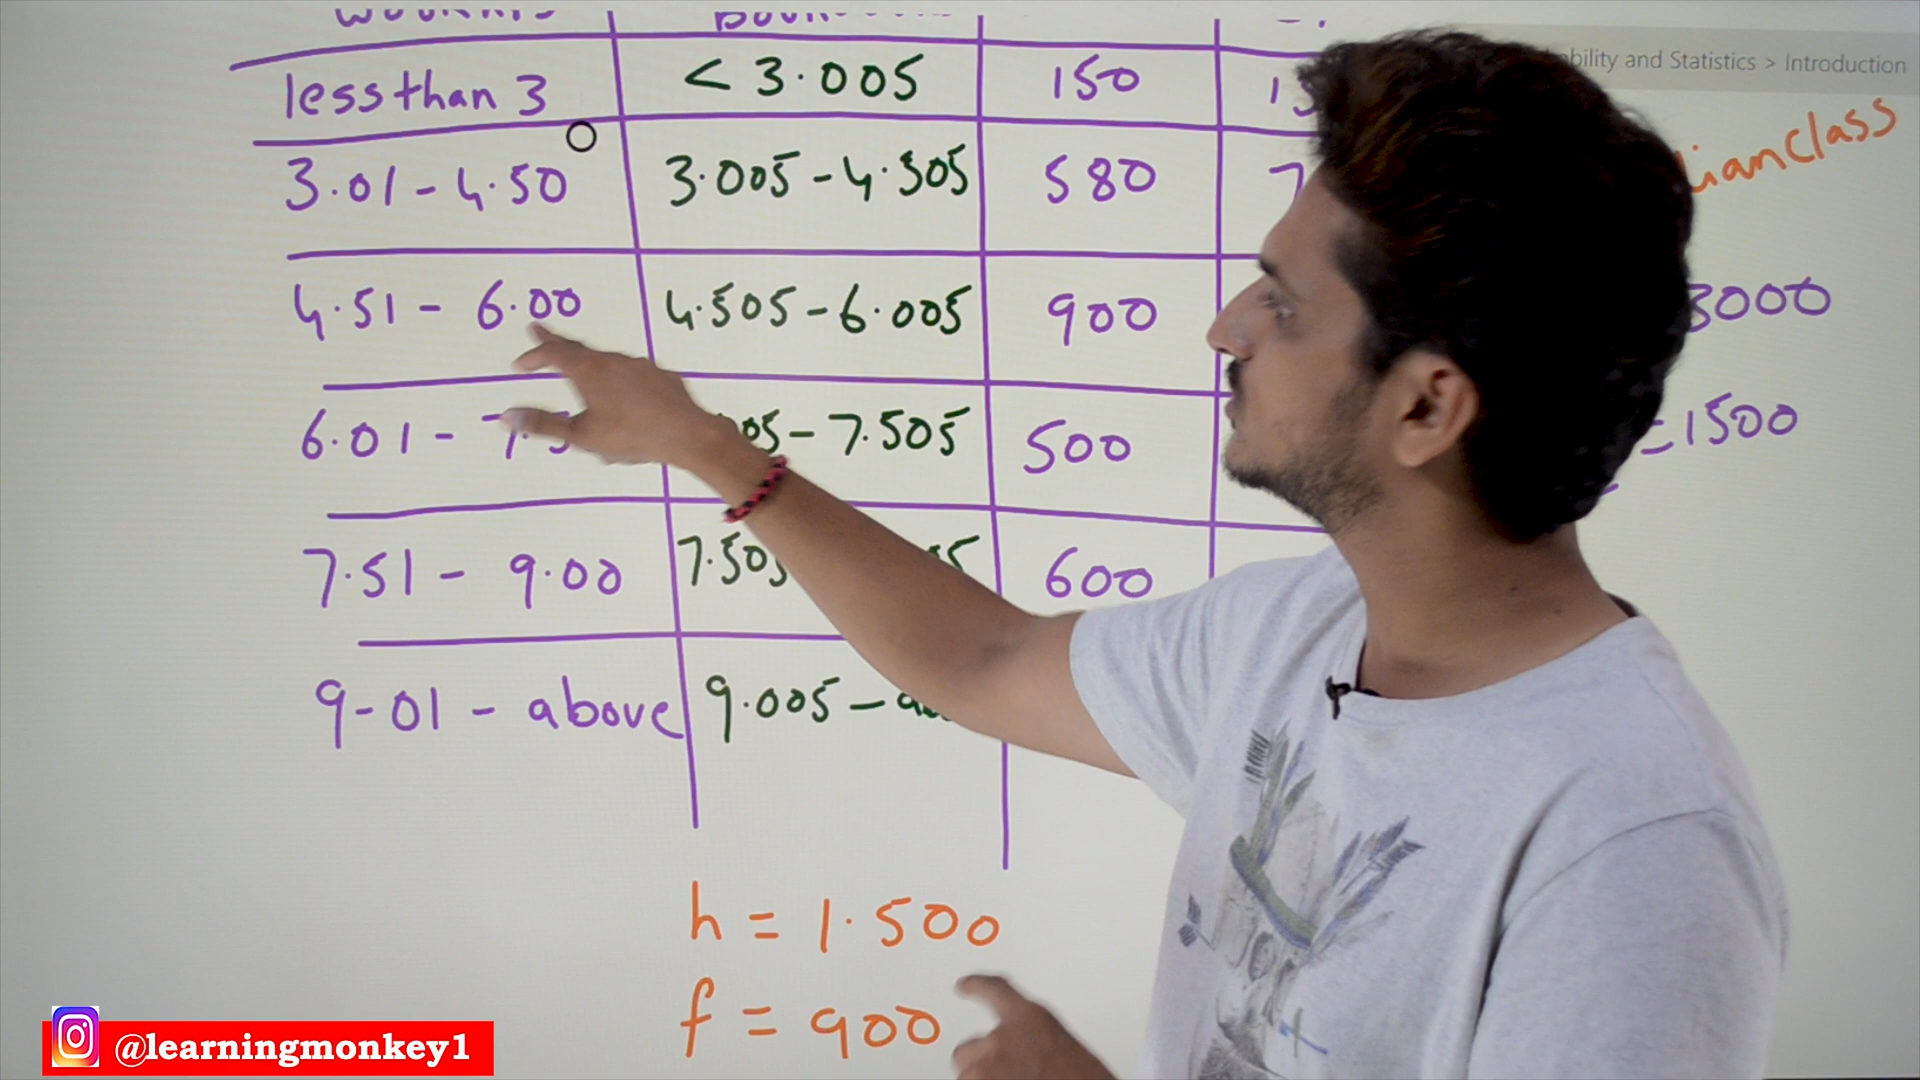 Statistics > Introduction
less than 3 < 3.005 150
3.01 - 4.50 3.005 - 4.505 580
4.51 - 6.00 4.505 - 6.005 900
6.01 - - 7.505 500
7.51 - 9.00 7.505 600
9-01 - above 9.005 -
class
3000
= 1500
h = 1.500
f = 900
@learningmonkey1